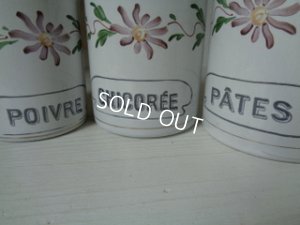 POIVRE
CHICORÉE
PÂTES
SOLD OUT